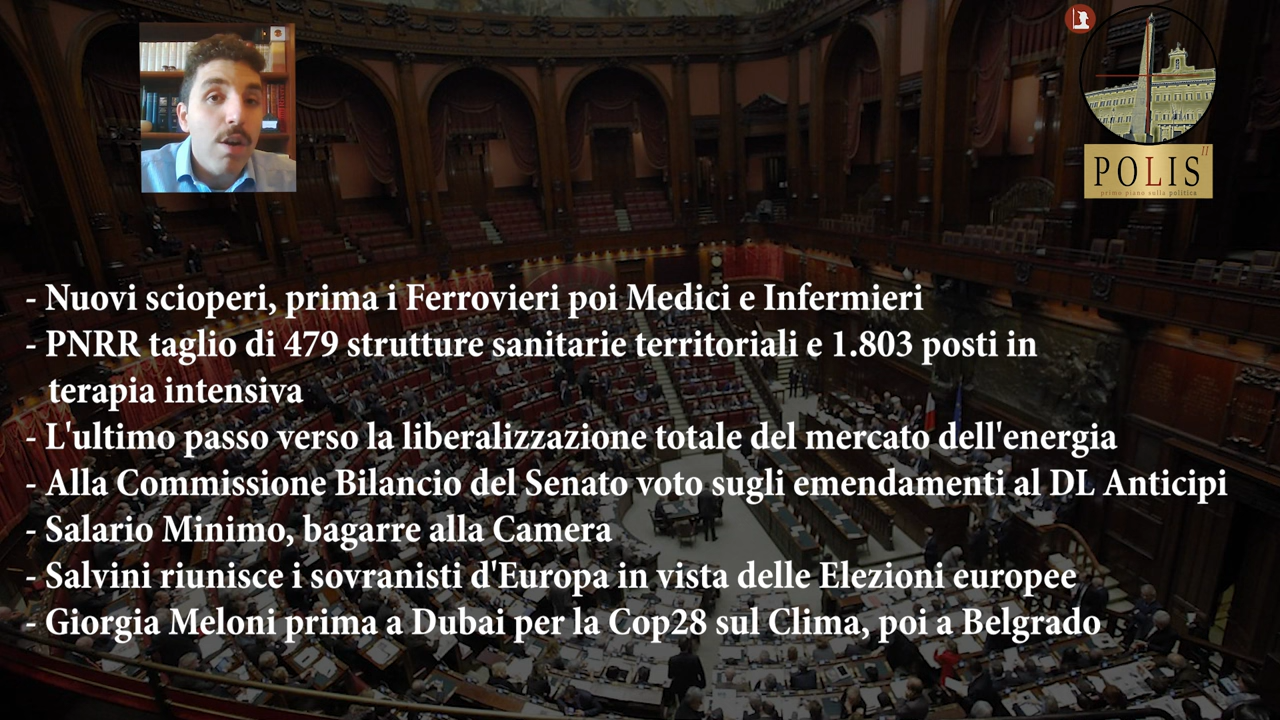 POLIS II
primo piano sulla politica
- Nuovi scioperi, prima i Ferrovieri poi Medici e Infermieri
- PNRR taglio di 479 strutture sanitarie territoriali e 1.803 posti in
terapia intensiva
- L'ultimo passo verso la liberalizzazione totale del mercato dell'energia
- Alla Commissione Bilancio del Senato voto sugli emendamenti al DL Anticipi
- Salario Minimo, bagarre alla Camera
- Salvini riunisce i sovranisti d'Europa in vista delle Elezioni europee
- Giorgia Meloni prima a Dubai per la Cop28 sul Clima, poi a Belgrado